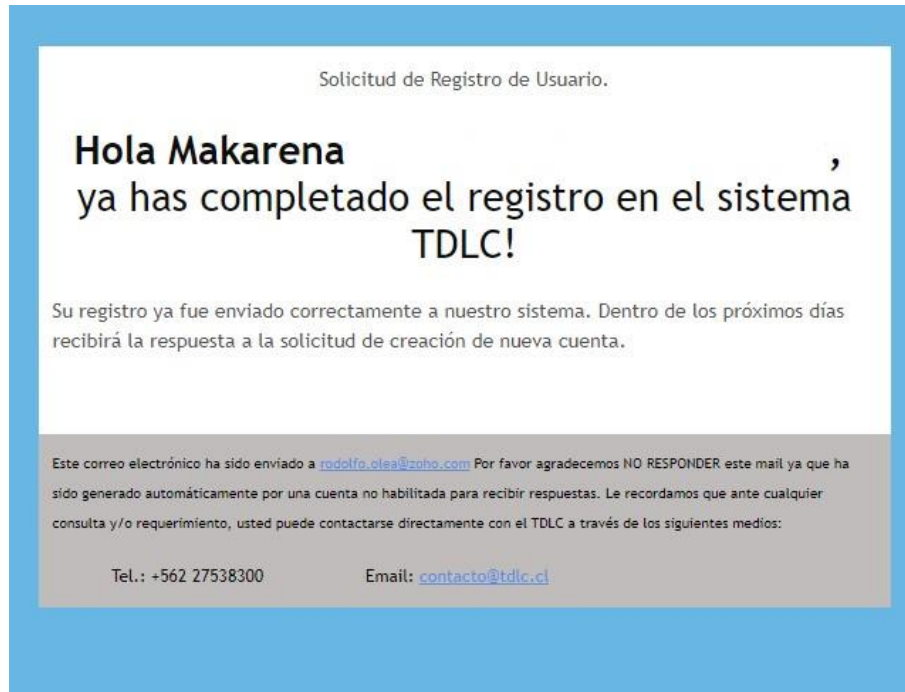 Solicitud de Registro de Usuario.
Hola Makarena ,
ya has completado el registro en el sistema
TDLC!
Su registro ya fue enviado correctamente a nuestro sistema. Dentro de los próximos días
recibirá la respuesta a la solicitud de creación de nueva cuenta.
Este correo electrónico ha sido enviado a rodolfo.olea@zoho.com Por favor agradecemos NO RESPONDER este mail ya que ha
sido generado automáticamente por una cuenta no habilitada para recibir respuestas. Le recordamos que ante cualquier
consulta y/o requerimiento, usted puede contactarse directamente con el TDLC a través de los siguientes medios:
Tel.: +562 27538300 Email: contacto@tdlc.cl